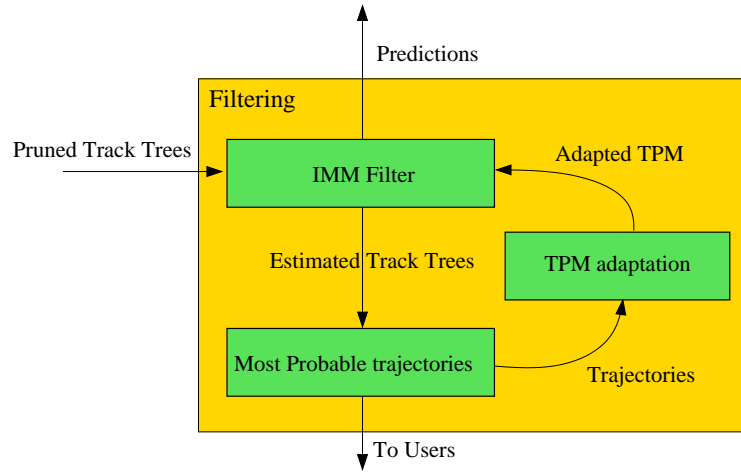 Predictions
Filtering
Pruned Track Trees
Adapted TPM
IMM Filter
Estimated Track Trees
TPM adaptation
Most Probable trajectories
Trajectories
To Users